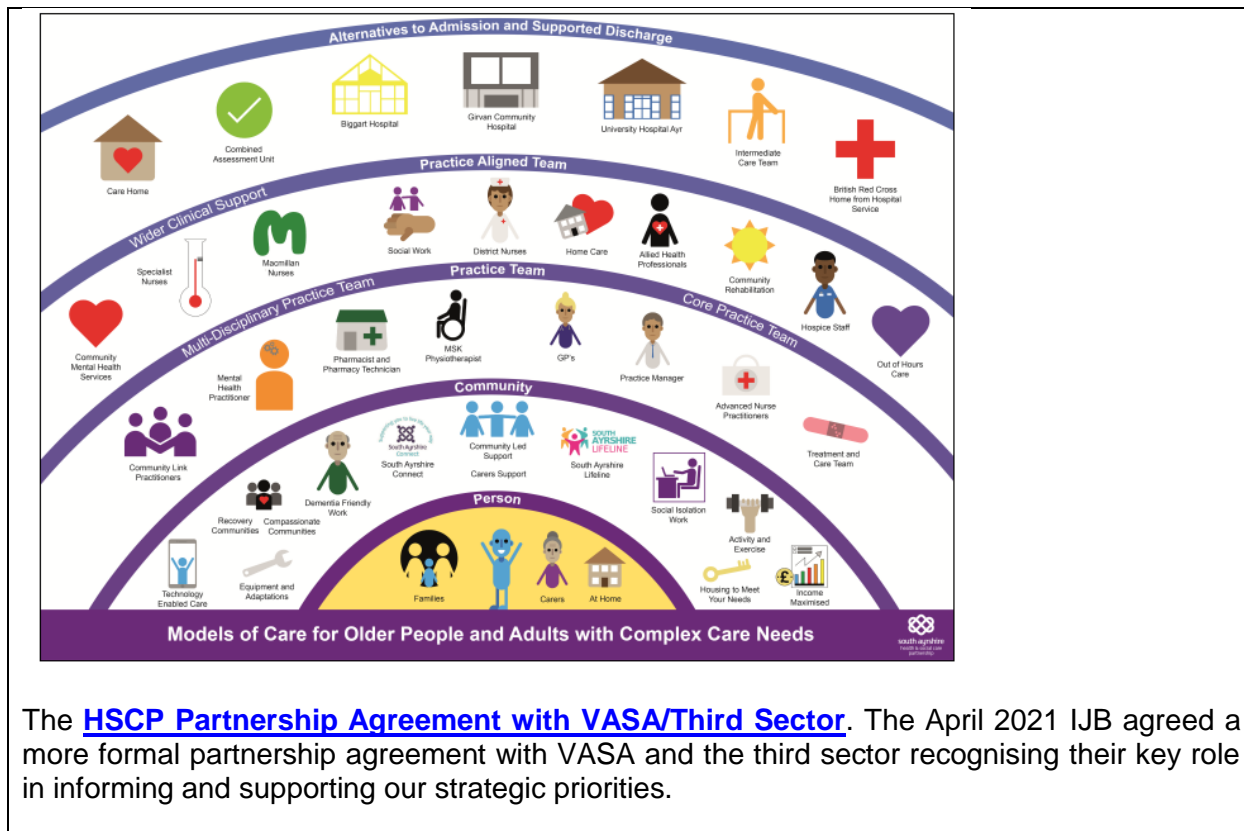 Alternatives to Admission and Supported Discharge
Care Home
Combined
Assessment Unit
Biggart Hospital
Girvan Community
Hospital
University Hospital Ayr
Intermediate
Care Team
British Red Cross
Home from Hospital
Service
Wider Clinical Support
Practice Aligned Team
Community
Mental Health
Services
Specialist
Nurses
Macmillan
Nurses
Social Work
District Nurses
Home Care
Allied Health
Professionals
Community
Rehabilitation
Hospice Staff
Out of Hours
Care
Multi-Disciplinary Practice Team
Practice Team
Core Practice Team
Community Link
Practitioners
Mental
Health
Practitioner
Pharmacist and
Pharmacy Technician
MSK
Physiotherapist
GP's
Practice Manager
Advanced Nurse
Practitioners
Treatment and
Care Team
Community
Technology
Enabled Care
Equipment and
Adaptations
Recovery
Communities
Compassionate
Communities
Dementia Friendly
Work
South Ayrshire
Connect
South Ayrshire
Connect
Community Led
Support
Carers Support
SOUTH
AYRSHIRE
LIFELINE
South Ayrshire
Lifeline
Social Isolation
Work
Activity and
Exercise
Housing to Meet
Your Needs
£
Income
Maximised
Person
Families
Carers
At Home
Models of Care for Older People and Adults with Complex Care Needs
south ayrshire
health & social care
partnership
The HSCP Partnership Agreement with VASA/Third Sector. The April 2021 IJB agreed a
more formal partnership agreement with VASA and the third sector recognising their key role
in informing and supporting our strategic priorities.